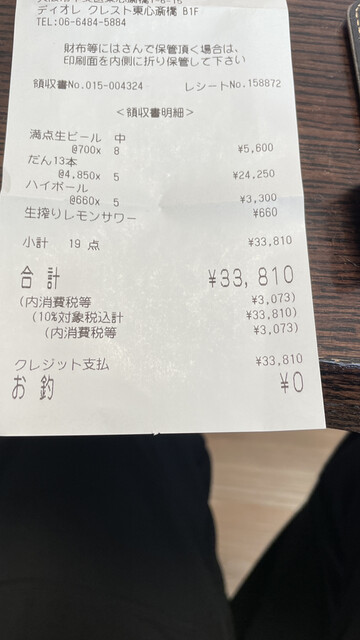 ディオレ クレスト東心斎橋 B1F
TEL:06-6484-5884
財布等にはさんで保管頂く場合は、
印刷面を内側に折り保管して下さい
領収書No.015-004324 レシートNo.158872
<領収書明細>
満点生ビール 中
@700x 8 ¥5,600
だん13本
@4.850x 5 ¥24,250
ハイボール
@660x 5 ¥3,300
生搾りレモンサワー ¥660
小計 19 点 ¥33,810
合計 ¥33,810
(内消費税等 ¥3,073)
(10%対象税込計 ¥33,810)
(内消費税等 ¥3,073)
クレジット支払 ¥33,810
お釣 ¥0